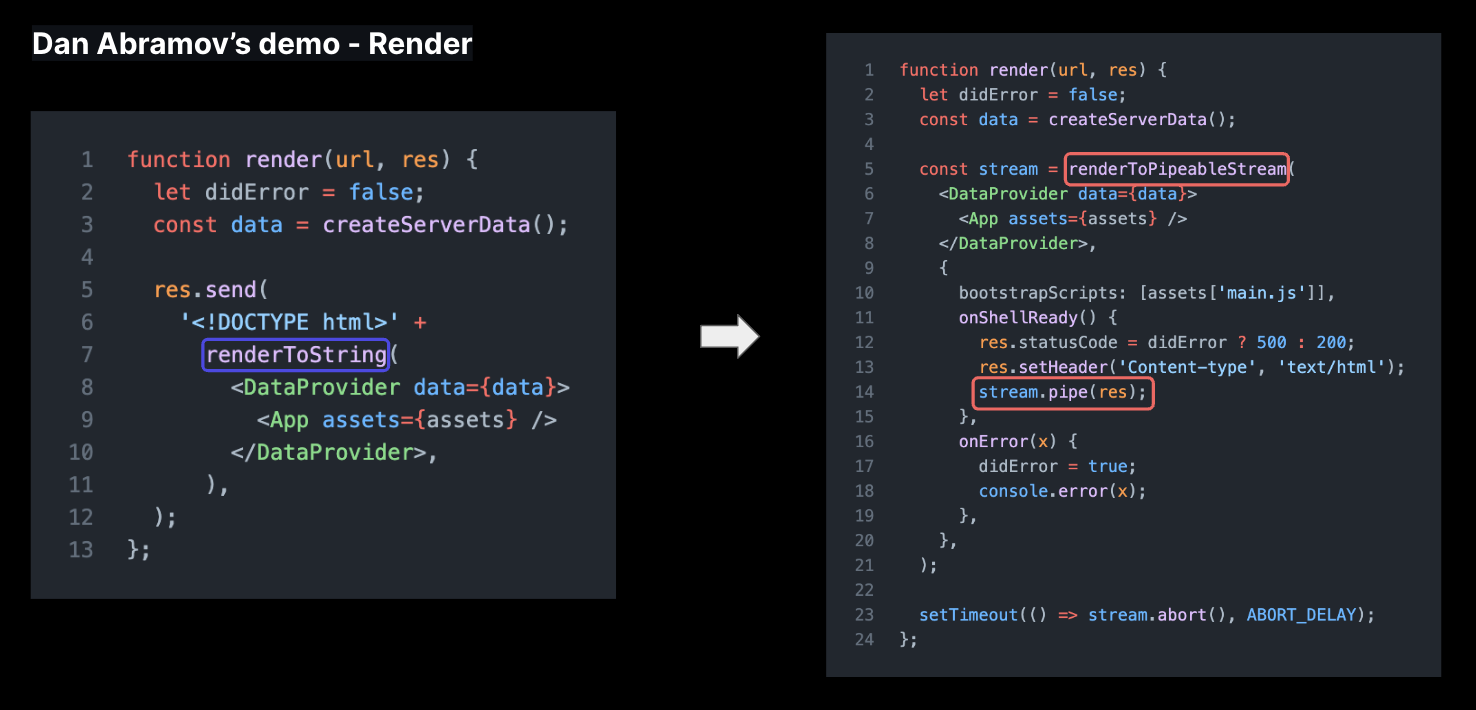 Dan Abramov’s demo - Render
1 function render(url, res) {
2   let didError = false;
3   const data = createServerData();
4
5   res.send(
6     '<!DOCTYPE html>' +
7       renderToString(
8         <DataProvider data={data}>
9           <App assets={assets} />
10         </DataProvider>,
11       ),
12   );
13 };
1 function render(url, res) {
2   let didError = false;
3   const data = createServerData();
4
5   const stream = renderToPipeableStream(
6     <DataProvider data={data}>
7       <App assets={assets} />
8     </DataProvider>,
9     {
10       bootstrapScripts: [assets['main.js']],
11       onShellReady() {
12         res.statusCode = didError ? 500 : 200;
13         res.setHeader('Content-type', 'text/html');
14         stream.pipe(res);
15       },
16       onError(x) {
17         didError = true;
18         console.error(x);
19       },
20     },
21   );
22
23   setTimeout(() => stream.abort(), ABORT_DELAY);
24 };